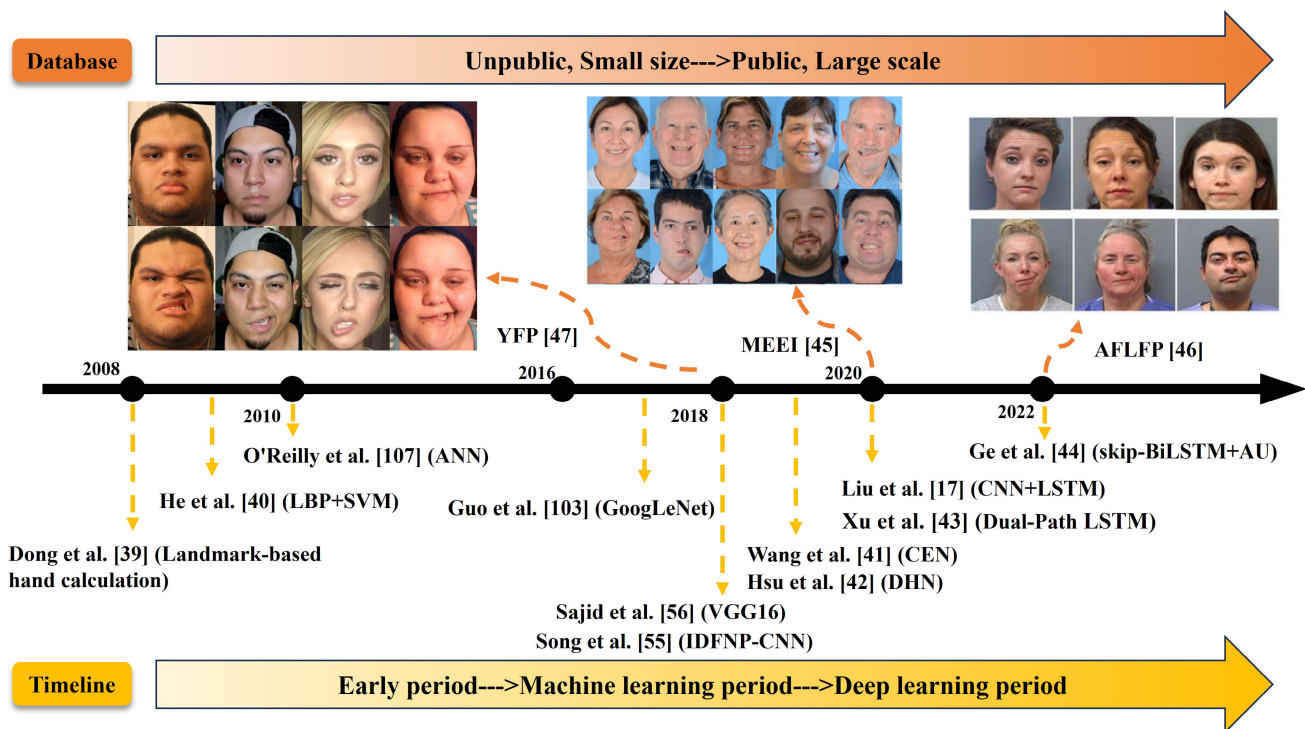 Database
Unpublic, Small size--->Public, Large scale
YFP [47]
MEEI [45]
AFLFP [46]
2008
2010
2016
2018
2020
2022
O'Reilly et al. [107] (ANN)
He et al. [40] (LBP+SVM)
Dong et al. [39] (Landmark-based
hand calculation)
Guo et al. [103] (GoogLeNet)
Sajid et al. [56] (VGG16)
Song et al. [55] (IDFNP-CNN)
Wang et al. [41] (CEN)
Hsu et al. [42] (DHN)
Liu et al. [17] (CNN+LSTM)
Xu et al. [43] (Dual-Path LSTM)
Ge et al. [44] (skip-BiLSTM+AU)
Timeline
Early period--->Machine learning period--->Deep learning period